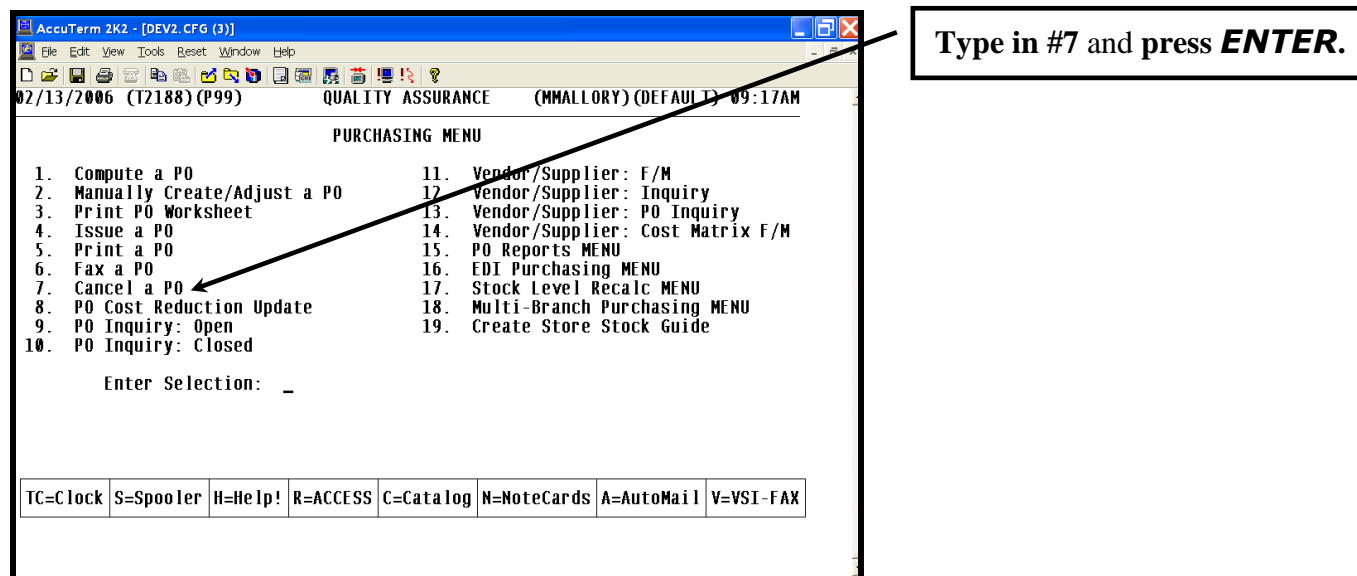 AccuTerm 2K2 - [DEV2.CFG (3)]
File Edit View Tools Reset Window Help
Type in #7 and press ENTER.
02/13/2006 (T2188)(P99) QUALITY ASSURANCE (MMALLORY)(DEFAULT) 09:17AM
PURCHASING MENU
1. Compute a PO 11. Vendor/Supplier: F/M
2. Manually Create/Adjust a PO 12. Vendor/Supplier: Inquiry
3. Print PO Worksheet 13. Vendor/Supplier: PO Inquiry
4. Issue a PO 14. Vendor/Supplier: Cost Matrix F/M
5. Print a PO 15. PO Reports MENU
6. Fax a PO 16. EDI Purchasing MENU
7. Cancel a PO 17. Stock Level Recalc MENU
8. PO Cost Reduction Update 18. Multi-Branch Purchasing MENU
9. PO Inquiry: Open 19. Create Store Stock Guide
10. PO Inquiry: Closed
Enter Selection: _
TC=Clock S=Spooler H=Help! R=ACCESS C=Catalog N=NoteCards A=AutoMail V=VSI-FAX